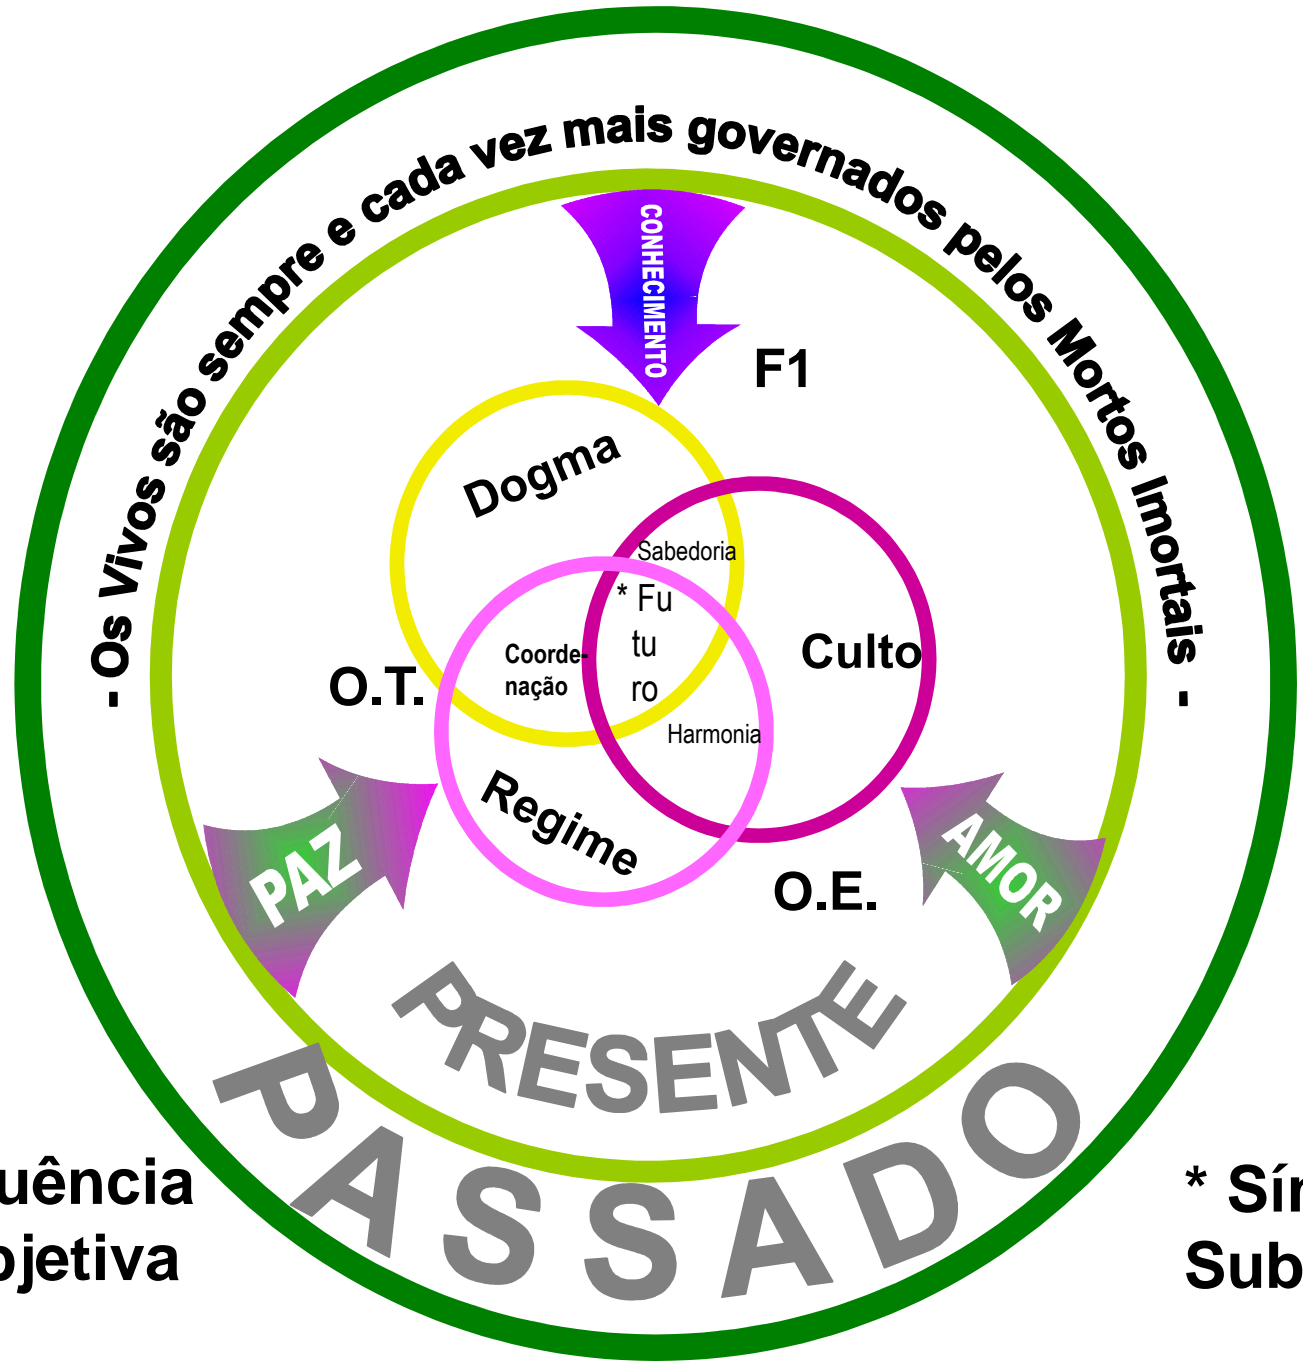 - Os Vivos são sempre e cada vez mais governados pelos Mortos Imortais -
CONHECIMENTO
F1
Dogma
Sabedoria
* Fu
tu
ro
Culto
Coorde-
nação
O.T.
Harmonia
Regime
PAZ
AMOR
O.E.
PRESENTE
PASSADO
uência
jetiva
* Sí
Sub